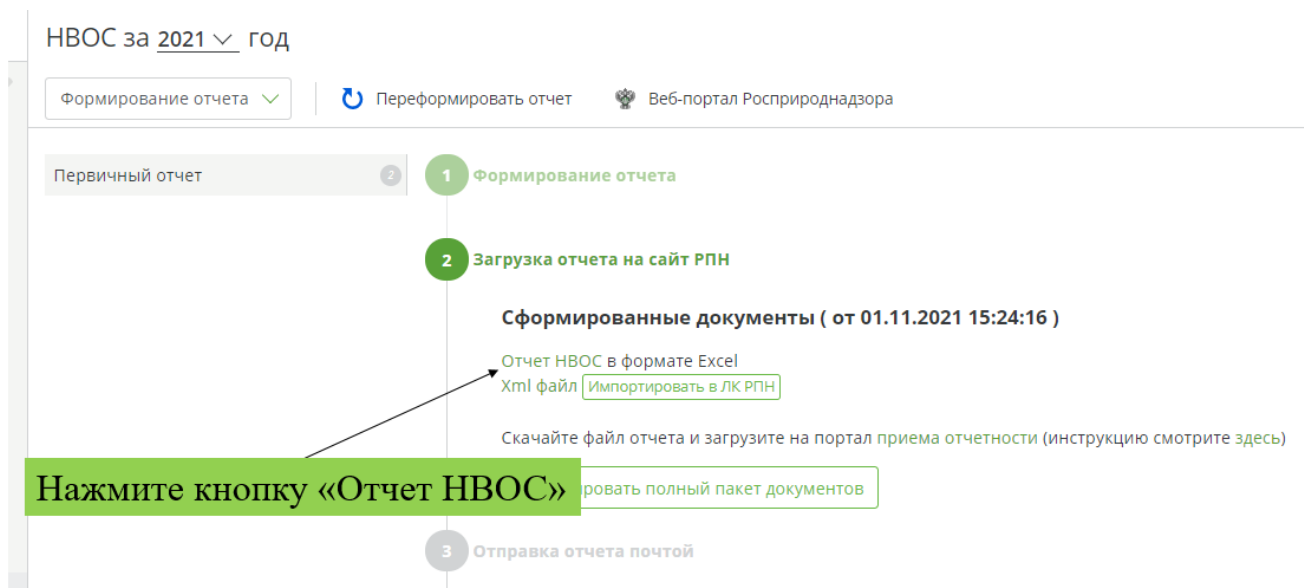 НВОС за 2021 год
Формирование отчета
Переформировать отчет
Веб-портал Росприроднадзора
Первичный отчет 2
1 Формирование отчета
2 Загрузка отчета на сайт РПН
Сформированные документы ( от 01.11.2021 15:24:16 )
Отчет НВОС в формате Excel
Xml файл Импортировать в ЛК РПН
Скачайте файл отчета и загрузите на портал приема отчетности (инструкцию смотрите здесь)
Нажмите кнопку «Отчет НВОС»
полный пакет документов
3 Отправка отчета почтой